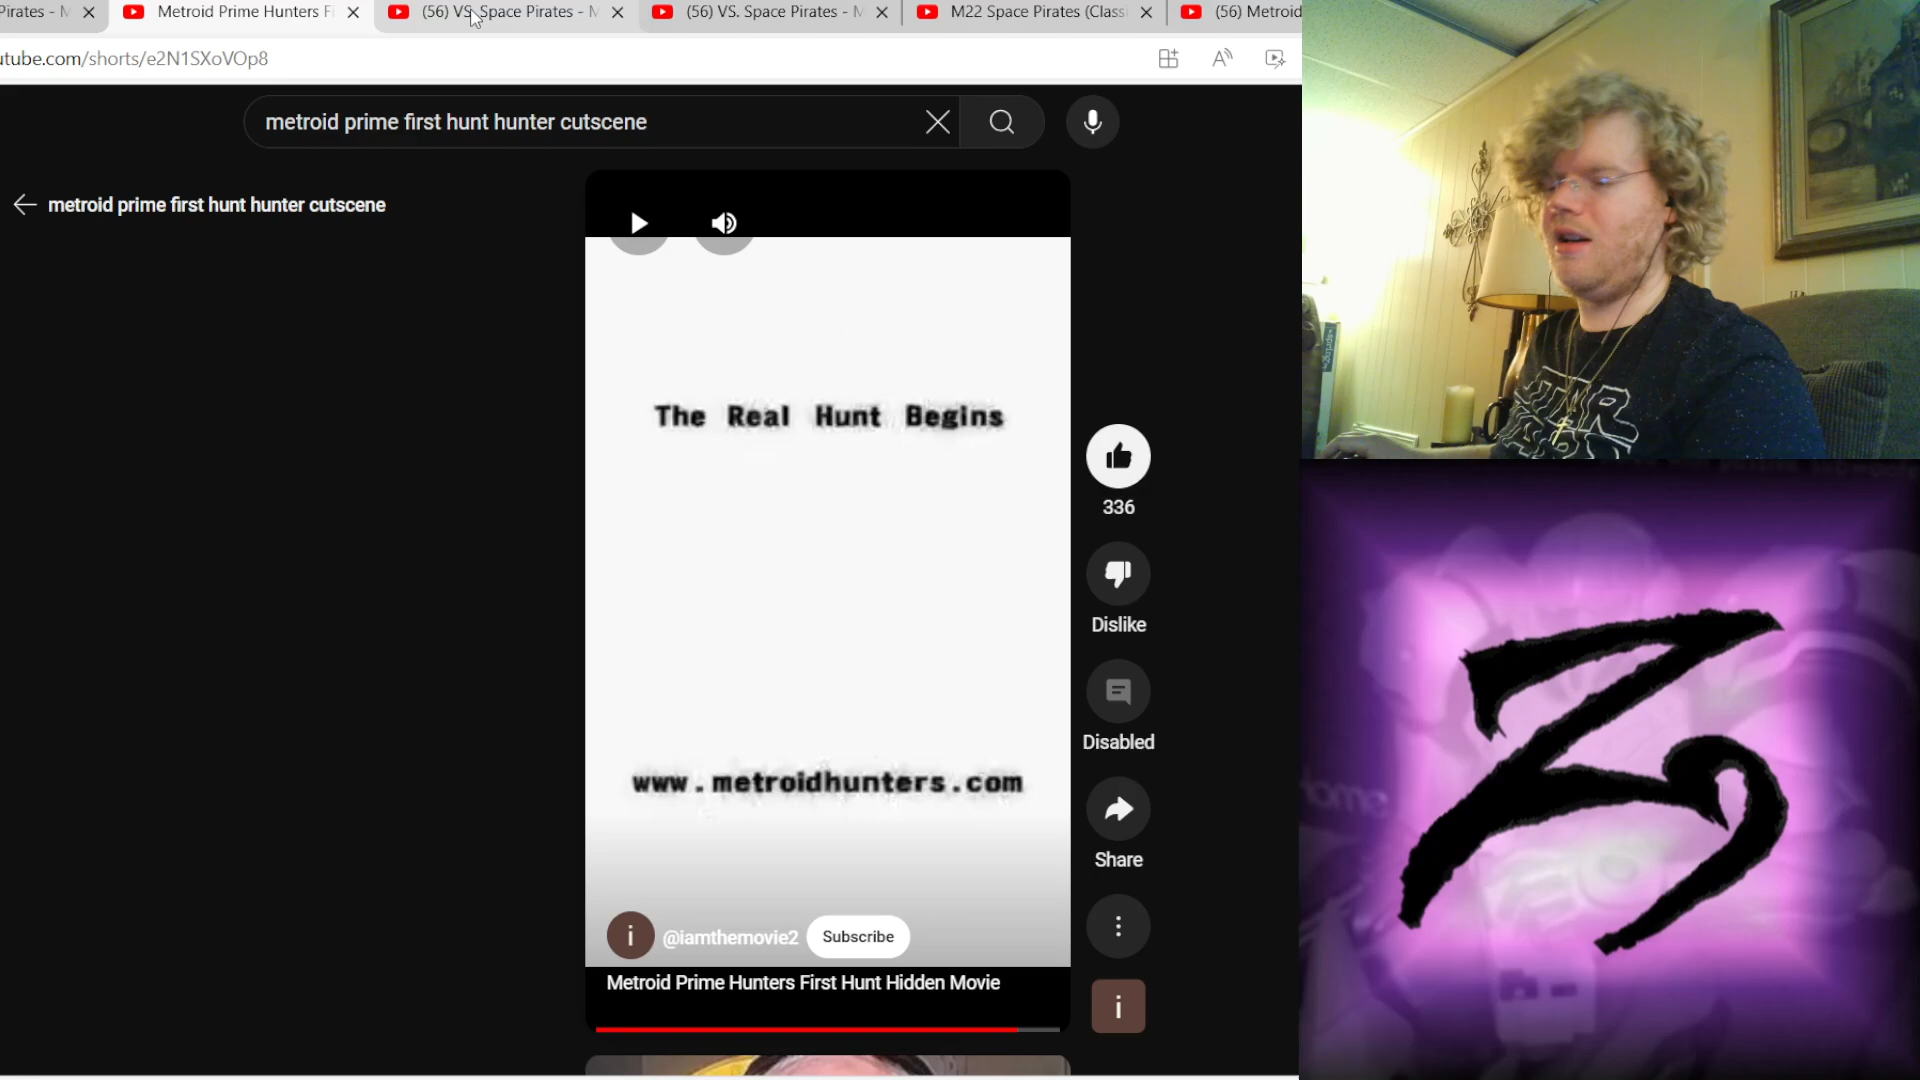 Pirates - M
Metroid Prime Hunters Fi
(56) VS. Space Pirates - M
(56) VS. Space Pirates - M
M22 Space Pirates (Classi
(56) Metroid
utube.com/shorts/e2N1SXoVOp8
metroid prime first hunt hunter cutscene
metroid prime first hunt hunter cutscene
The Real Hunt Begins
www.metroidhunters.com
336
Dislike
Disabled
Share
i @iamthemovie2 Subscribe
Metroid Prime Hunters First Hunt Hidden Movie
i